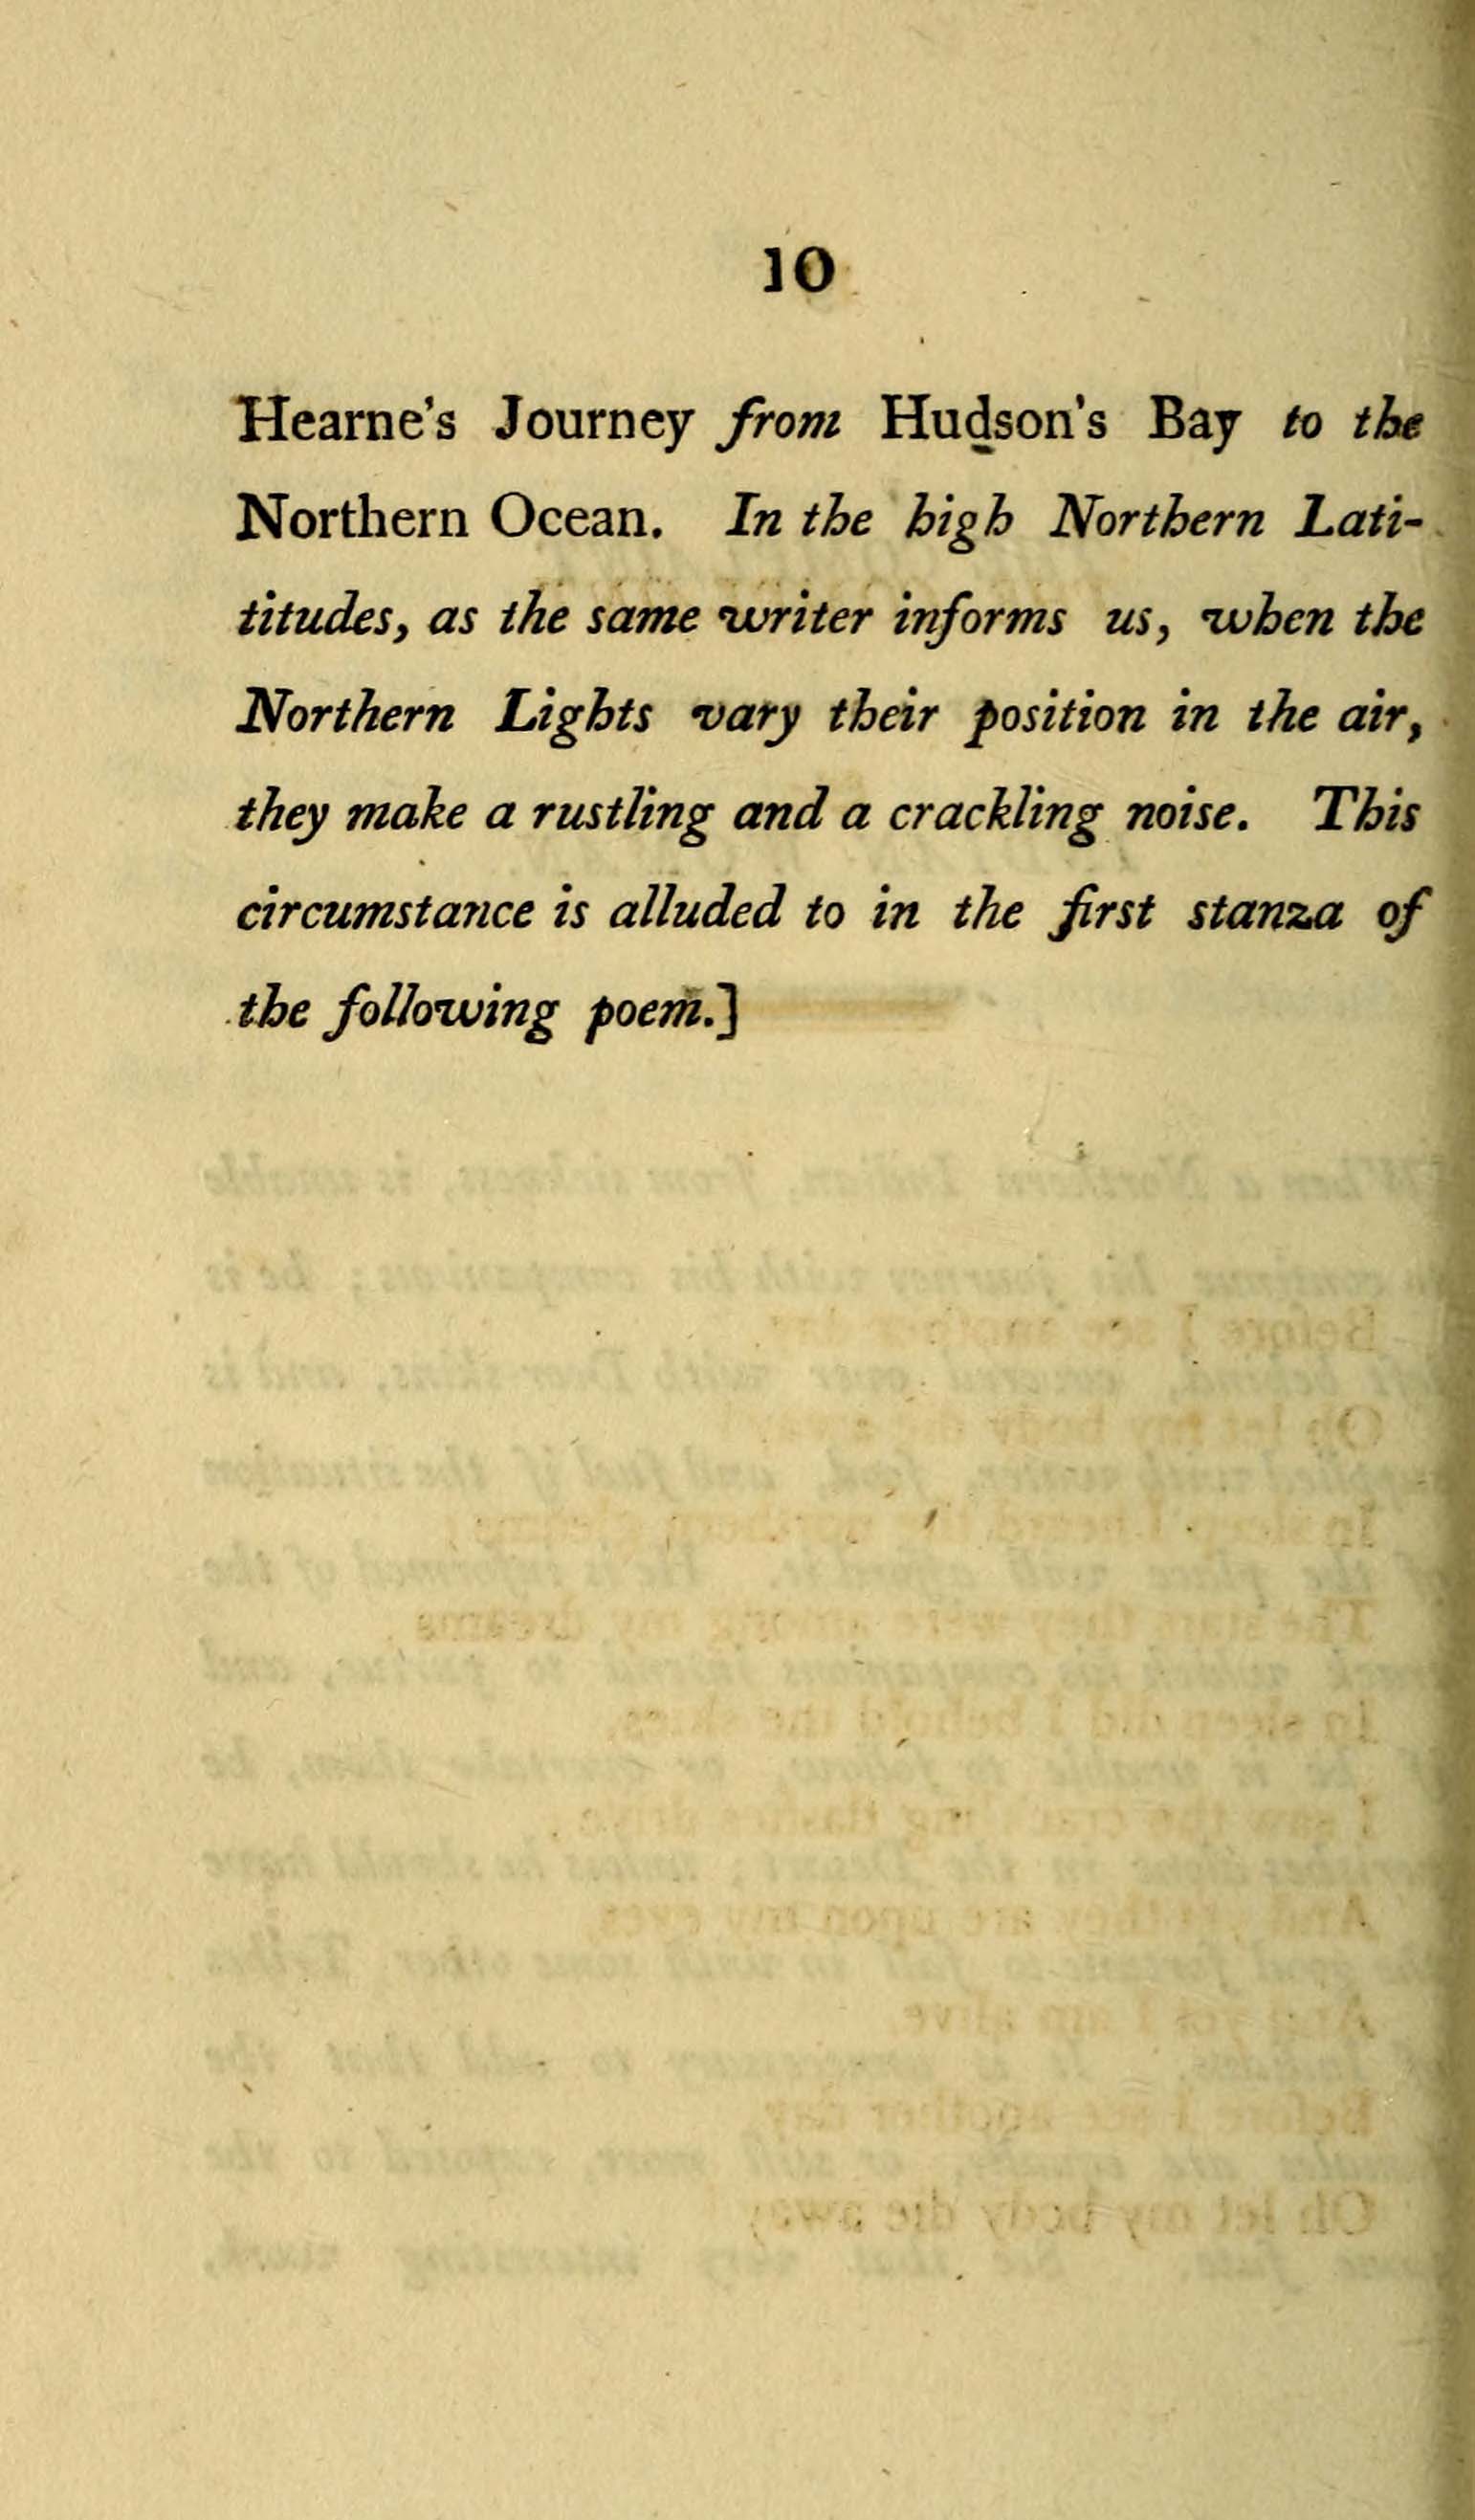 10
Hearne's Journey from Hudson's Bay to the
Northern Ocean. In the high Northern Lati-
titudes, as the same writer informs us, when the
Northern Lights vary their position in the air,
they make a rustling and a crackling noise. This
circumstance is alluded to in the first stanza of
the following poem.]